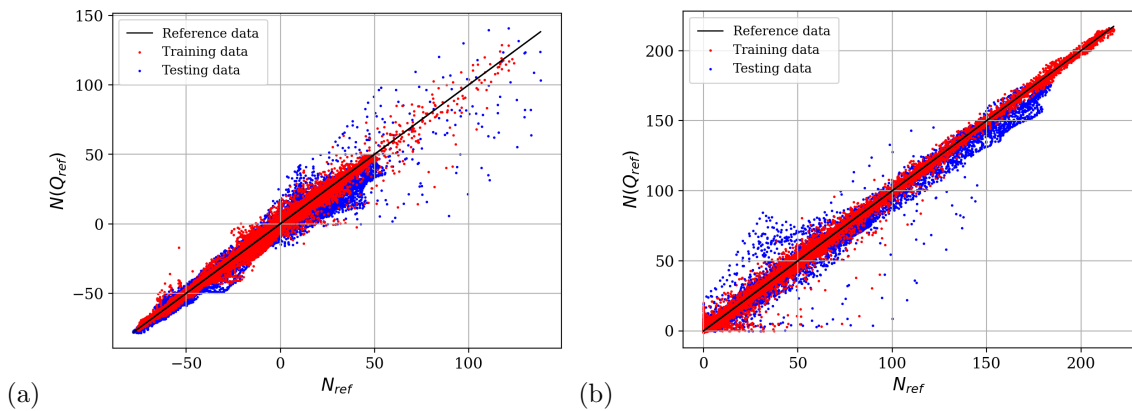 150
100
50
0
−50
−50
0
50
100
N(Q_ref)
N_ref
Reference data
Training data
Testing data
(a)
200
150
100
50
0
0
50
100
150
200
N(Q_ref)
N_ref
Reference data
Training data
Testing data
(b)